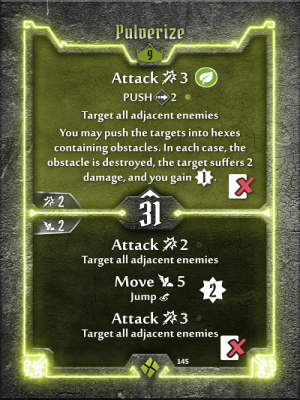 Pulverize
9
Attack 3
PUSH 2
Target all adjacent enemies
You may push the targets into hexes
containing obstacles. In each case, the
obstacle is destroyed, the target suffers 2
damage, and you gain 1.
2
31
2
Attack 2
Target all adjacent enemies
Move 5
Jump
2
Attack 3
Target all adjacent enemies
145